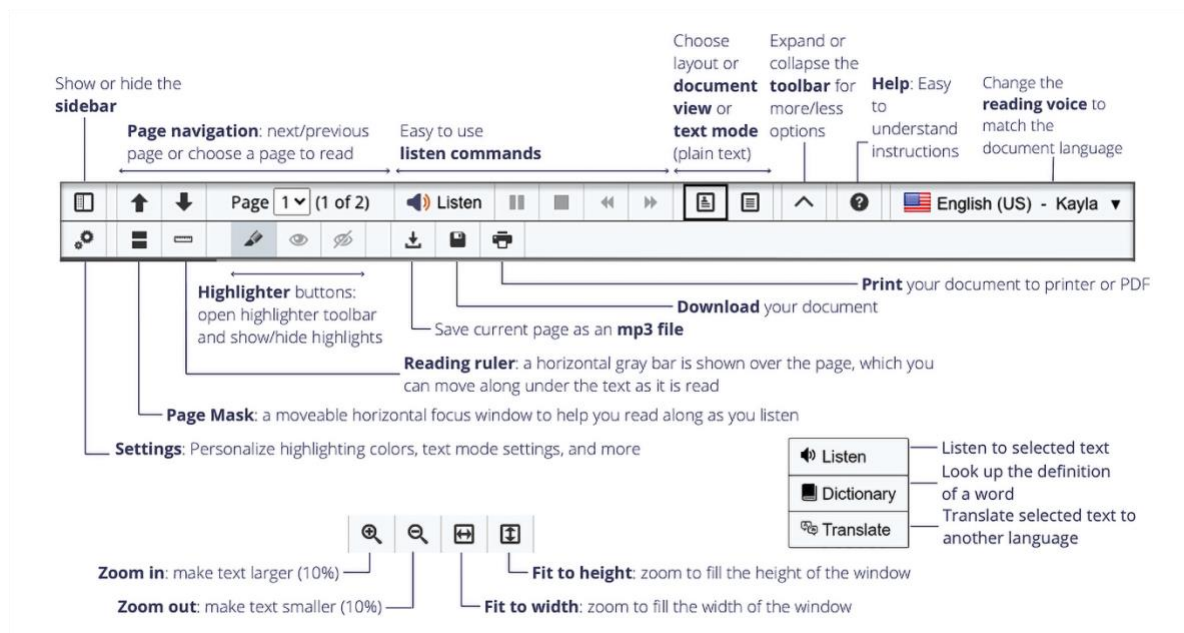 Show or hide the
sidebar
Page navigation: next/previous
page or choose a page to read
Easy to use
listen commands
Choose
layout or
document
view or
text mode
(plain text)
Expand or
collapse the
toolbar for
more/less
options
Help: Easy
to
understand
instructions
Change the
reading voice to
match the
document language
Page 1 (1 of 2) Listen English (US) - Kayla
Highlighter buttons:
open highlighter toolbar
and show/hide highlights
Print your document to printer or PDF
Download your document
Save current page as an mp3 file
Reading ruler: a horizontal gray bar is shown over the page, which you
can move along under the text as it is read
Page Mask: a moveable horizontal focus window to help you read along as you listen
Settings: Personalize highlighting colors, text mode settings, and more
Listen
Dictionary
Translate
Listen to selected text
Look up the definition
of a word
Translate selected text to
another language
Zoom in: make text larger (10%)
Zoom out: make text smaller (10%)
Fit to height: zoom to fill the height of the window
Fit to width: zoom to fill the width of the window